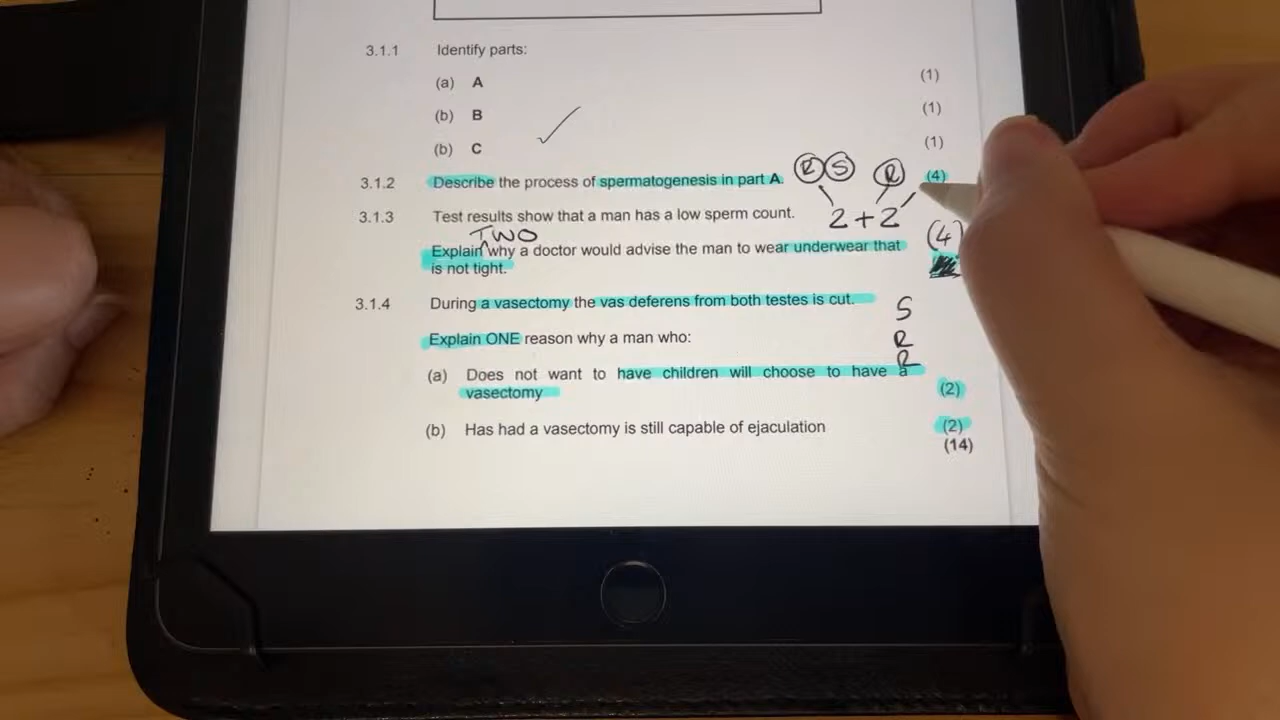 3.1.1 Identify parts:
(a) A (1)
(b) B (1)
(b) C (1)
3.1.2 Describe the process of spermatogenesis in part A. R S R (4)
3.1.3 Test results show that a man has a low sperm count. 2+2
TWO
Explain why a doctor would advise the man to wear underwear that (4)
is not tight.
3.1.4 During a vasectomy the vas deferens from both testes is cut. S
Explain ONE reason why a man who: R
R
(a) Does not want to have children will choose to have a
vasectomy (2)
(b) Has had a vasectomy is still capable of ejaculation (2)
(14)